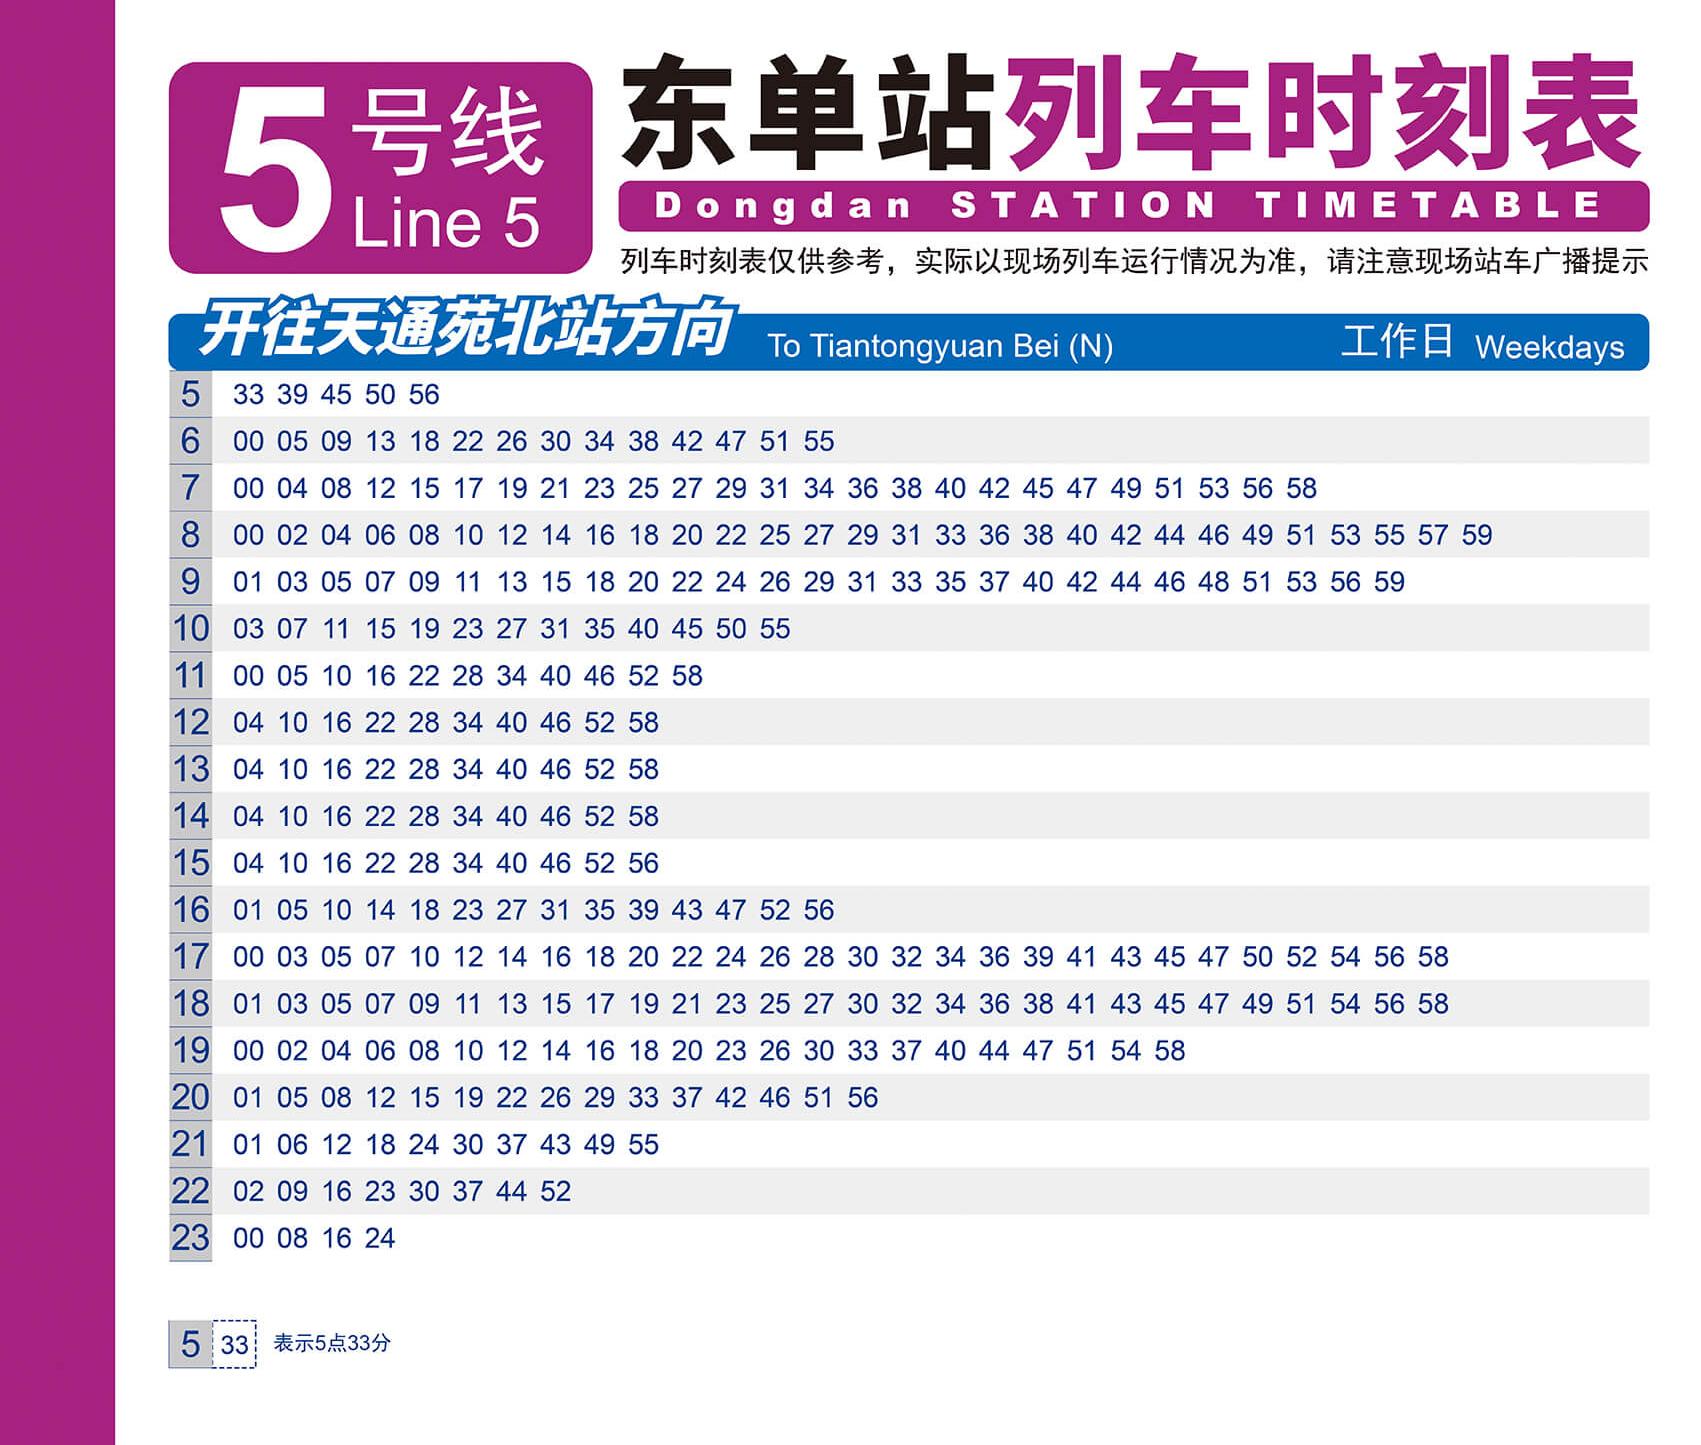 5号线
Line 5
东单站列车时刻表
Dongdan STATION TIMETABLE
列车时刻表仅供参考，实际以现场列车运行情况为准，请注意现场站车广播提示
开往天通苑北站方向 To Tiantongyuan Bei (N) 工作日 Weekdays
5 33 39 45 50 56
6 00 05 09 13 18 22 26 30 34 38 42 47 51 55
7 00 04 08 12 15 17 19 21 23 25 27 29 31 34 36 38 40 42 45 47 49 51 53 56 58
8 00 02 04 06 08 10 12 14 16 18 20 22 25 27 29 31 33 36 38 40 42 44 46 49 51 53 55 57 59
9 01 03 05 07 09 11 13 15 18 20 22 24 26 29 31 33 35 37 40 42 44 46 48 51 53 56 59
10 03 07 11 15 19 23 27 31 35 40 45 50 55
11 00 05 10 16 22 28 34 40 46 52 58
12 04 10 16 22 28 34 40 46 52 58
13 04 10 16 22 28 34 40 46 52 58
14 04 10 16 22 28 34 40 46 52 58
15 04 10 16 22 28 34 40 46 52 56
16 01 05 10 14 18 23 27 31 35 39 43 47 52 56
17 00 03 05 07 10 12 14 16 18 20 22 24 26 28 30 32 34 36 39 41 43 45 47 50 52 54 56 58
18 01 03 05 07 09 11 13 15 17 19 21 23 25 27 30 32 34 36 38 41 43 45 47 49 51 54 56 58
19 00 02 04 06 08 10 12 14 16 18 20 23 26 30 33 37 40 44 47 51 54 58
20 01 05 08 12 15 19 22 26 29 33 37 42 46 51 56
21 01 06 12 18 24 30 37 43 49 55
22 02 09 16 23 30 37 44 52
23 00 08 16 24
5 33 表示5点33分